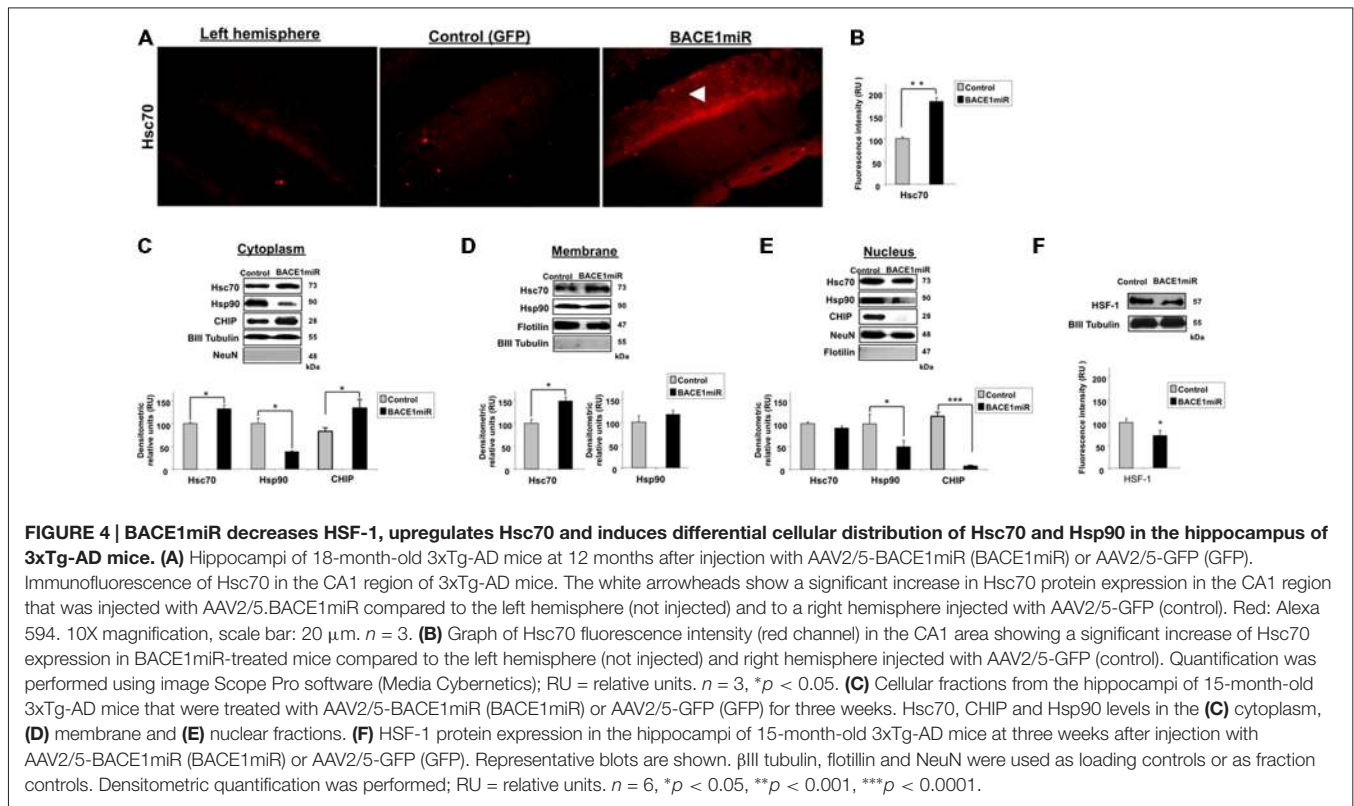 A
Left hemisphere
Control (GFP)
BACE1miR
Hsc70
B
Fluorescence intensity (RU)
200
150
100
50
0
* *
Control
BACE1miR
Hsc70
C
Cytoplasm
Control BACE1miR
Hsc70 73
Hsp90 90
CHIP 28
BIII Tubulin 55
NeuN 48
kDa
Densitometric
relative units (RU)
150
100
50
0
* * *
Control
BACE1miR
Hsc70 Hsp90 CHIP
D
Membrane
Control BACE1miR
Hsc70 73
Hsp90 90
Flotilin 47
BIII Tubulin 55
kDa
Densitometric
relative units (RU)
150
100
50
0
*
Hsc70
Control
BACE1miR
Densitometric
relative units (RU)
150
100
50
0
Hsp90
E
Nucleus
Control BACE1miR
Hsc70 73
Hsp90 90
CHIP 28
NeuN 48
Flotilin 47
kDa
Densitometric
relative units (RU)
150
100
50
0
* ***
Control
BACE1miR
Hsc70 Hsp90 CHIP
F
Control BACE1miR
HSF-1 57
BIII Tubulin 55
kDa
Fluorescence intensity (RU)
200
150
100
50
0
Control
BACE1miR
*
HSF-1
FIGURE 4 | BACE1miR decreases HSF-1, upregulates Hsc70 and induces differential cellular distribution of Hsc70 and Hsp90 in the hippocampus of
3xTg-AD mice. (A) Hippocampi of 18-month-old 3xTg-AD mice at 12 months after injection with AAV2/5-BACE1miR (BACE1miR) or AAV2/5-GFP (GFP).
Immunofluorescence of Hsc70 in the CA1 region of 3xTg-AD mice. The white arrowheads show a significant increase in Hsc70 protein expression in the CA1 region
that was injected with AAV2/5.BACE1miR compared to the left hemisphere (not injected) and to a right hemisphere injected with AAV2/5-GFP (control). Red: Alexa
594. 10X magnification, scale bar: 20 μm. n = 3. (B) Graph of Hsc70 fluorescence intensity (red channel) in the CA1 area showing a significant increase of Hsc70
expression in BACE1miR-treated mice compared to the left hemisphere (not injected) and right hemisphere injected with AAV2/5-GFP (control). Quantification was
performed using image Scope Pro software (Media Cybernetics); RU = relative units. n = 3, *p < 0.05. (C) Cellular fractions from the hippocampi of 15-month-old
3xTg-AD mice that were treated with AAV2/5-BACE1miR (BACE1miR) or AAV2/5-GFP (GFP) for three weeks. Hsc70, CHIP and Hsp90 levels in the (C) cytoplasm,
(D) membrane and (E) nuclear fractions. (F) HSF-1 protein expression in the hippocampi of 15-month-old 3xTg-AD mice at three weeks after injection with
AAV2/5-BACE1miR (BACE1miR) or AAV2/5-GFP (GFP). Representative blots are shown. βIII tubulin, flotillin and NeuN were used as loading controls or as fraction
controls. Densitometric quantification was performed; RU = relative units. n = 6, *p < 0.05, **p < 0.001, ***p < 0.0001.